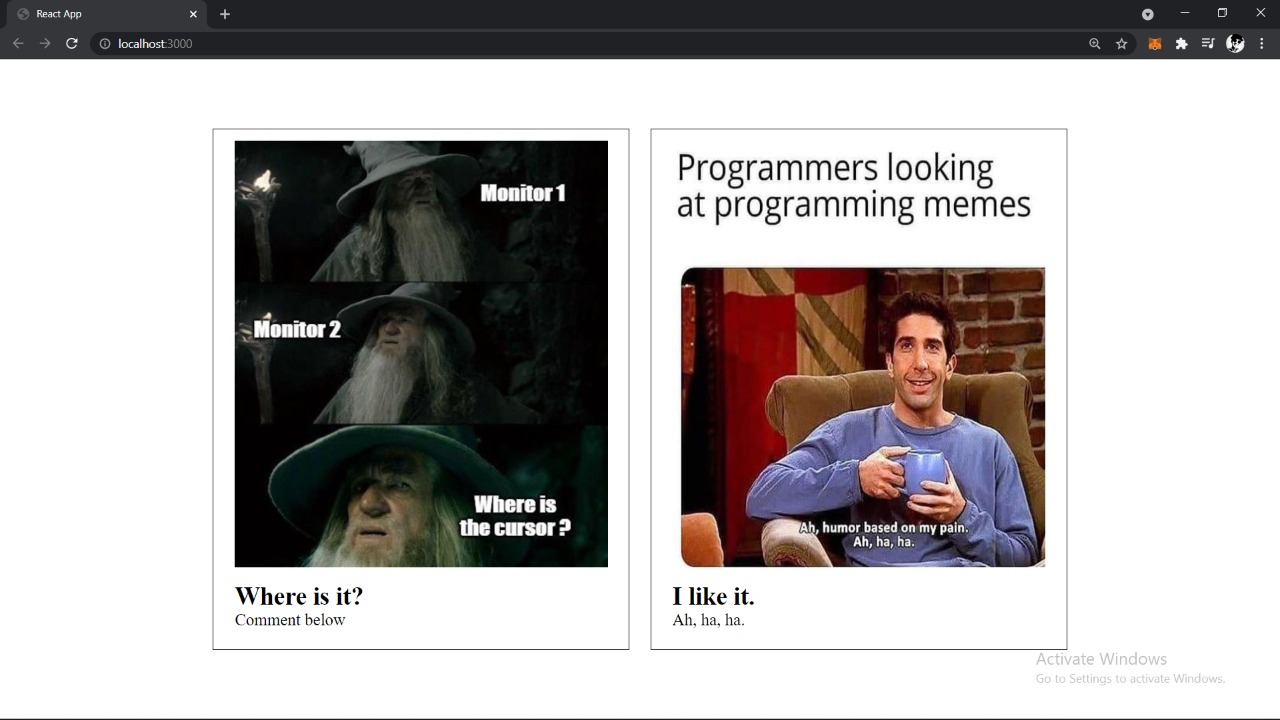 React App
localhost:3000
Monitor 1
Monitor 2
Where is
the cursor ?
Where is it?
Comment below
Programmers looking
at programming memes
Ah, humor based on my pain.
Ah, ha, ha.
I like it.
Ah, ha, ha.
Activate Windows
Go to Settings to activate Windows.